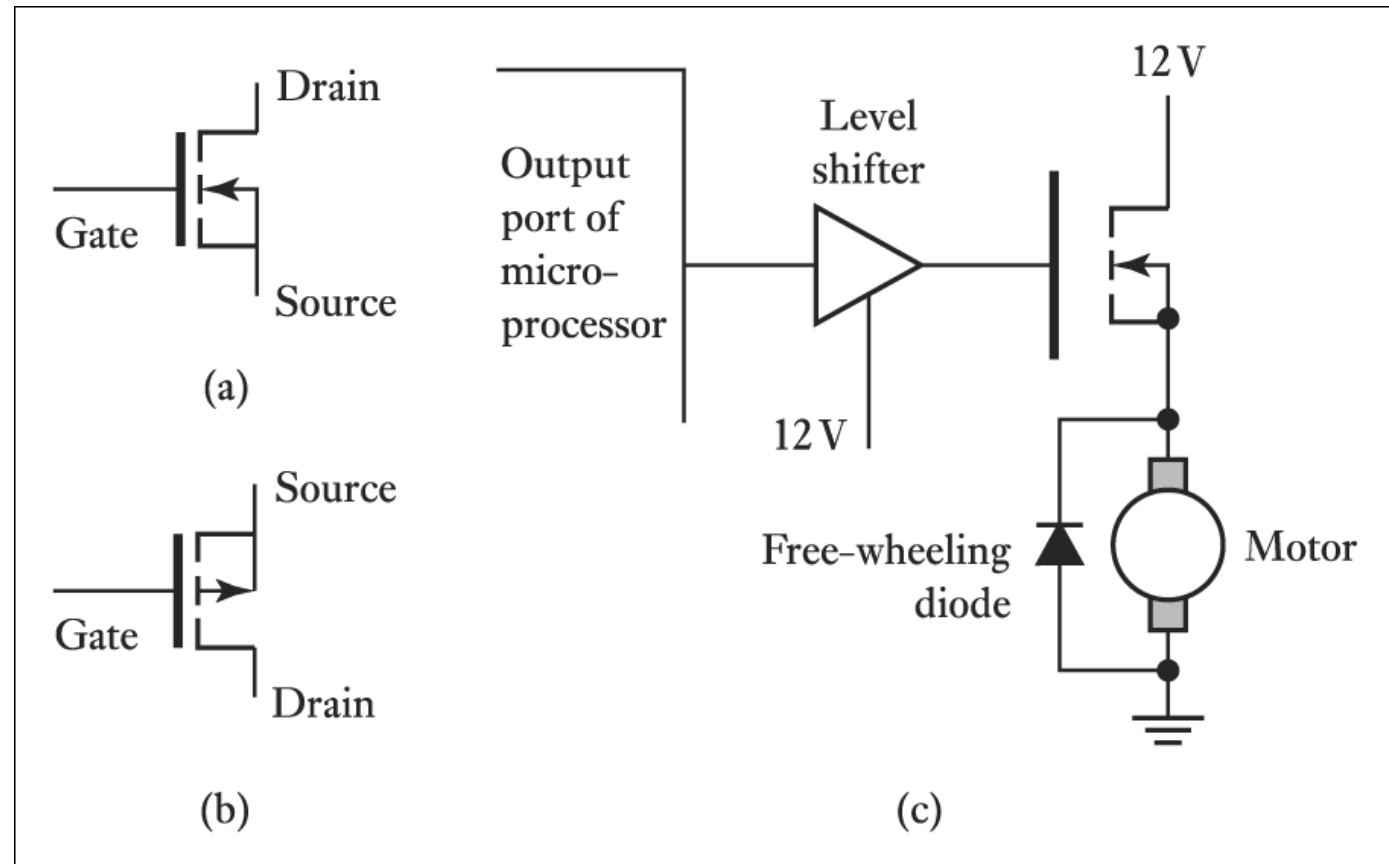 Drain
Gate
Source
(a)
Source
Gate
Drain
(b)
Output
port of
micro-
processor
Level
shifter
12 V
12 V
Free-wheeling
diode
Motor
(c)